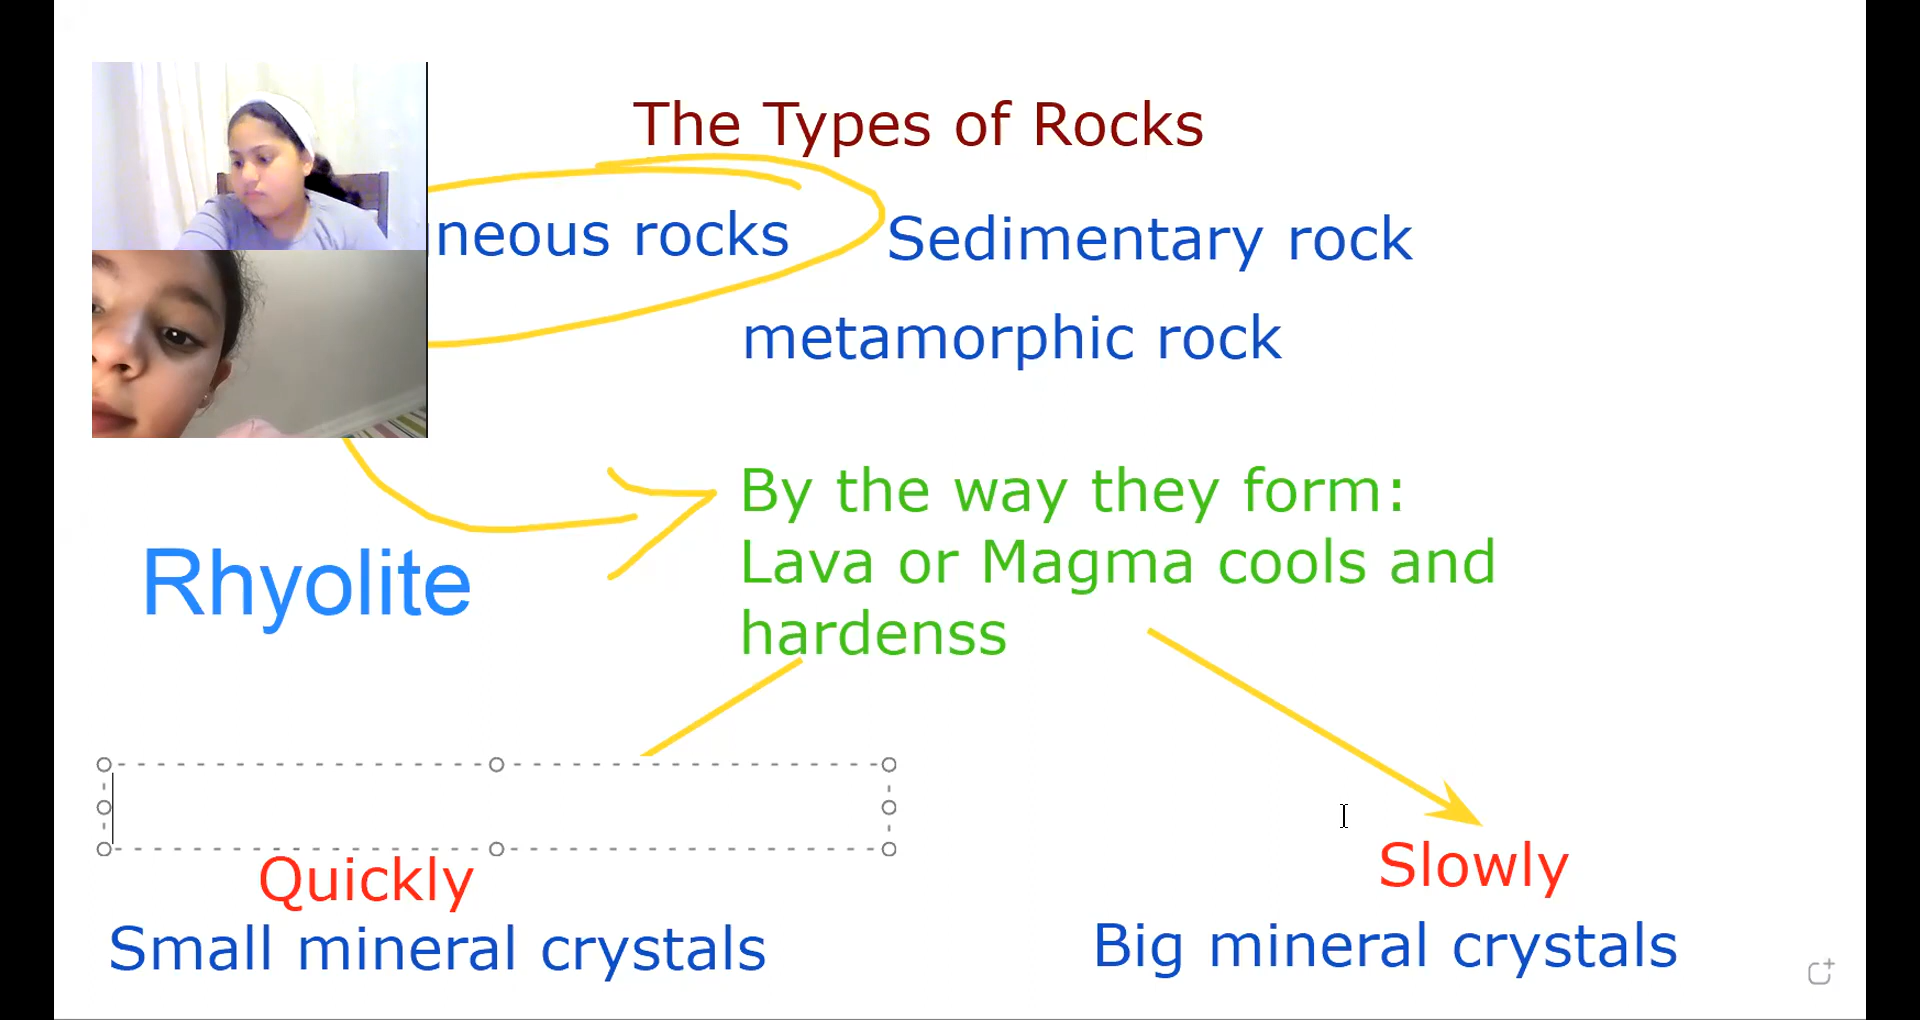 The Types of Rocks
neous rocks
Sedimentary rock
metamorphic rock
By the way they form:
Lava or Magma cools and
hardenss
Rhyolite
Quickly
Small mineral crystals
Slowly
Big mineral crystals